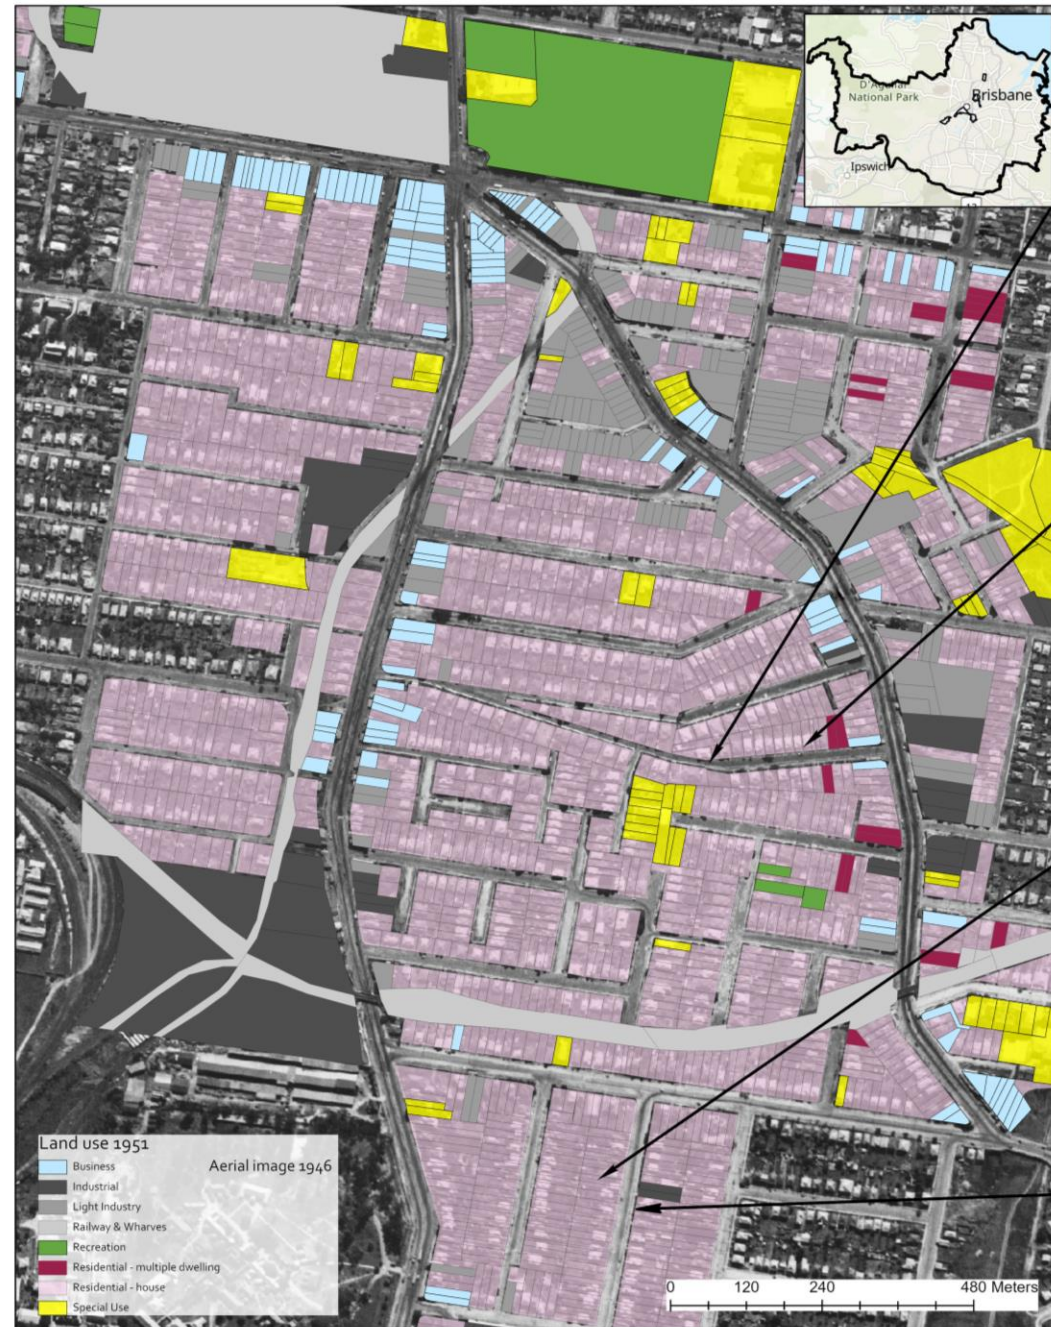 D'Aguilar
National Park
Brisbane
Ipswich
Land use 1951
Aerial image 1946
Business
Industrial
Light Industry
Railway & Wharves
Recreation
Residential - multiple dwelling
Residential - house
Special Use
0 120 240 480 Meters